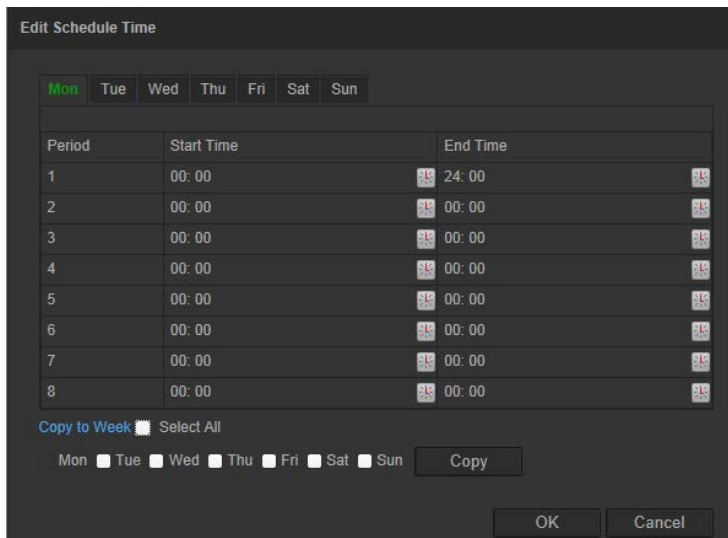 Edit Schedule Time
Mon Tue Wed Thu Fri Sat Sun
Period Start Time End Time
1 00: 00 24: 00
2 00: 00 00: 00
3 00: 00 00: 00
4 00: 00 00: 00
5 00: 00 00: 00
6 00: 00 00: 00
7 00: 00 00: 00
8 00: 00 00: 00
Copy to Week Select All
Mon Tue Wed Thu Fri Sat Sun Copy
OK Cancel